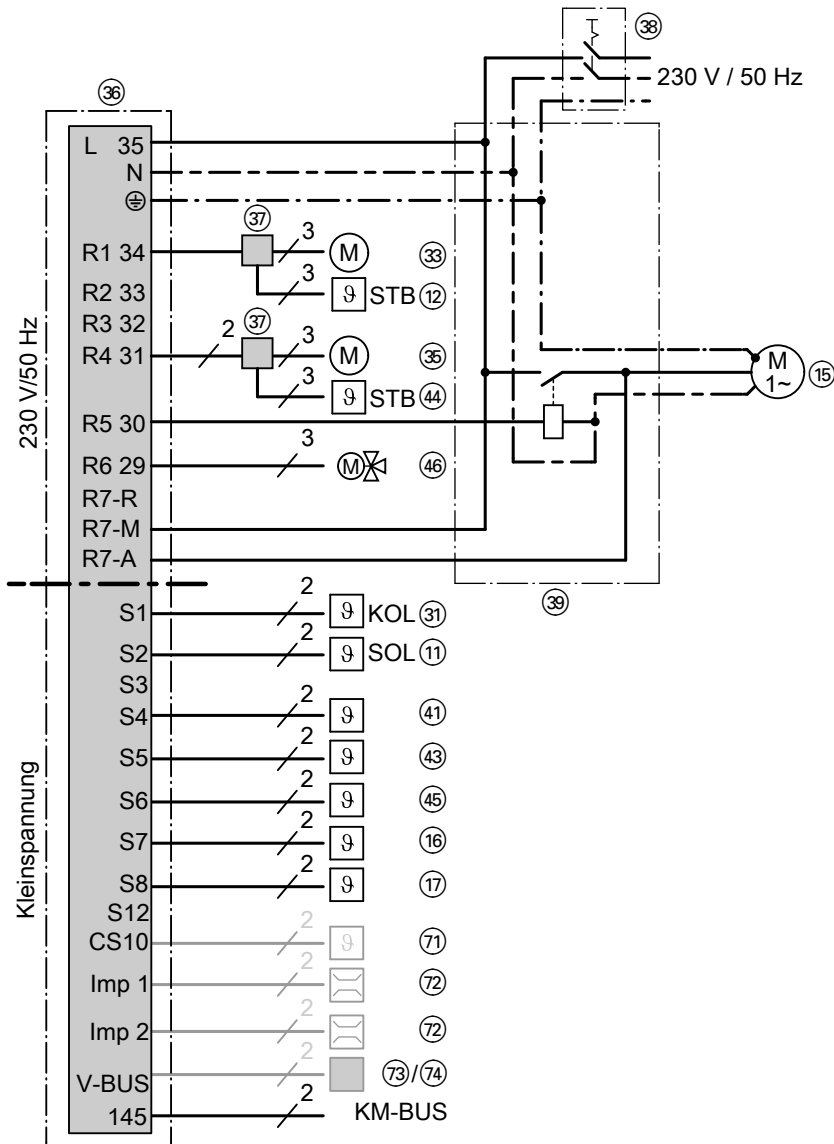 38
230 V / 50 Hz
36
L 35
N
37
R1 34
3
M
33
R2 33
3
ϑ STB 12
R3 32
37
R4 31
2
3
M
35
M
1~
15
3
ϑ STB 44
R5 30
R6 29
3
M
46
R7-R
R7-M
R7-A
39
230 V/50 Hz
S1
2
ϑ KOL 31
S2
2
ϑ SOL 11
S3
S4
2
ϑ
41
S5
2
ϑ
43
S6
2
ϑ
45
S7
2
ϑ
16
S8
2
ϑ
17
S12
CS10
2
ϑ
71
Imp 1
2
72
Imp 2
2
72
V-BUS
2
73/74
145
2
KM-BUS
Kleinspannung